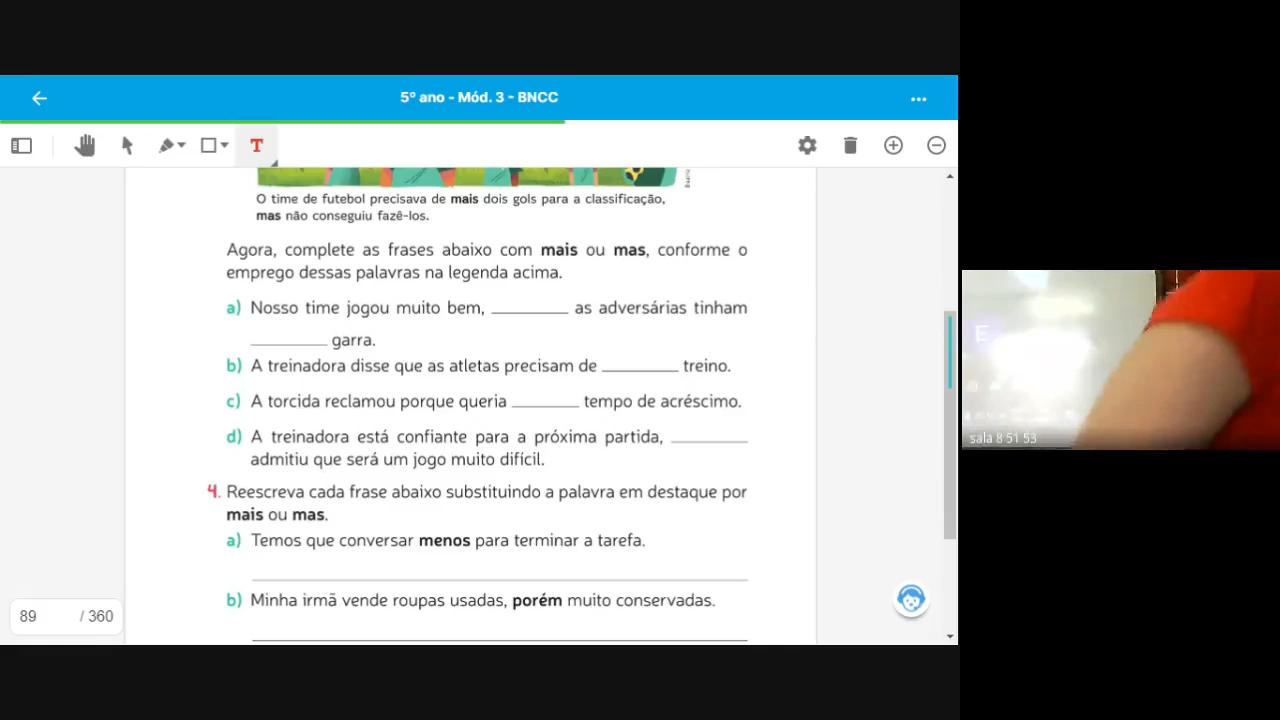 5º ano - Mód. 3 - BNCC
T
O time de futebol precisava de mais dois gols para a classificação,
mas não conseguiu fazê-los.
Agora, complete as frases abaixo com mais ou mas, conforme o
emprego dessas palavras na legenda acima.
a) Nosso time jogou muito bem, ________ as adversárias tinham
________ garra.
b) A treinadora disse que as atletas precisam de ________ treino.
c) A torcida reclamou porque queria ________ tempo de acréscimo.
d) A treinadora está confiante para a próxima partida, ________
admitiu que será um jogo muito difícil.
4. Reescreva cada frase abaixo substituindo a palavra em destaque por
mais ou mas.
a) Temos que conversar menos para terminar a tarefa.
b) Minha irmã vende roupas usadas, porém muito conservadas.
89 / 360
E
sala 8 51 53